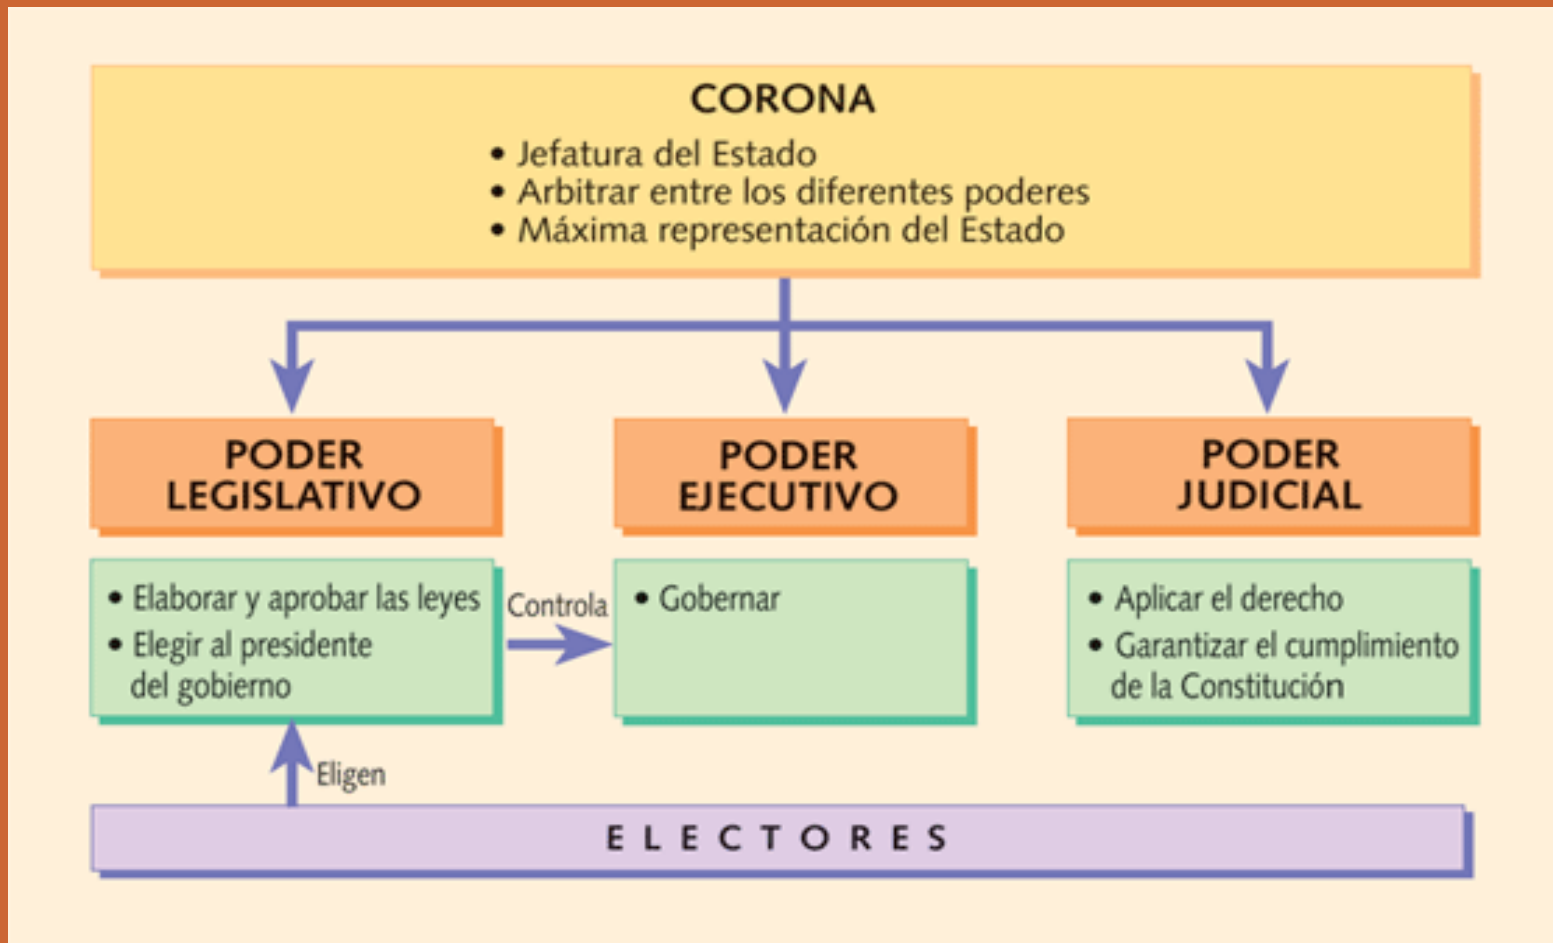 CORONA
• Jefatura del Estado
• Arbitrar entre los diferentes poderes
• Máxima representación del Estado
PODER
LEGISLATIVO
PODER
EJECUTIVO
PODER
JUDICIAL
• Elaborar y aprobar las leyes
• Elegir al presidente
del gobierno
Controla
• Gobernar
• Aplicar el derecho
• Garantizar el cumplimiento
de la Constitución
Eligen
ELECTORES